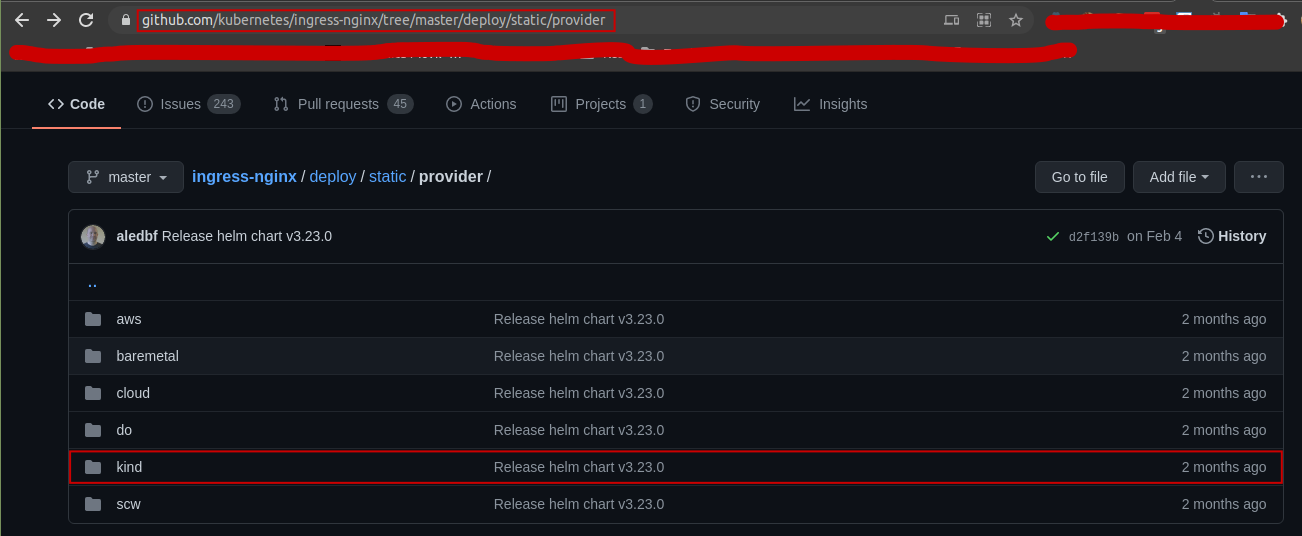 github.com/kubernetes/ingress-nginx/tree/master/deploy/static/provider
Code Issues 243 Pull requests 45 Actions Projects 1 Security Insights
master ingress-nginx / deploy / static / provider / Go to file Add file ...
aledbf Release helm chart v3.23.0 d2f139b on Feb 4 History
..
aws Release helm chart v3.23.0 2 months ago
baremetal Release helm chart v3.23.0 2 months ago
cloud Release helm chart v3.23.0 2 months ago
do Release helm chart v3.23.0 2 months ago
kind Release helm chart v3.23.0 2 months ago
scw Release helm chart v3.23.0 2 months ago